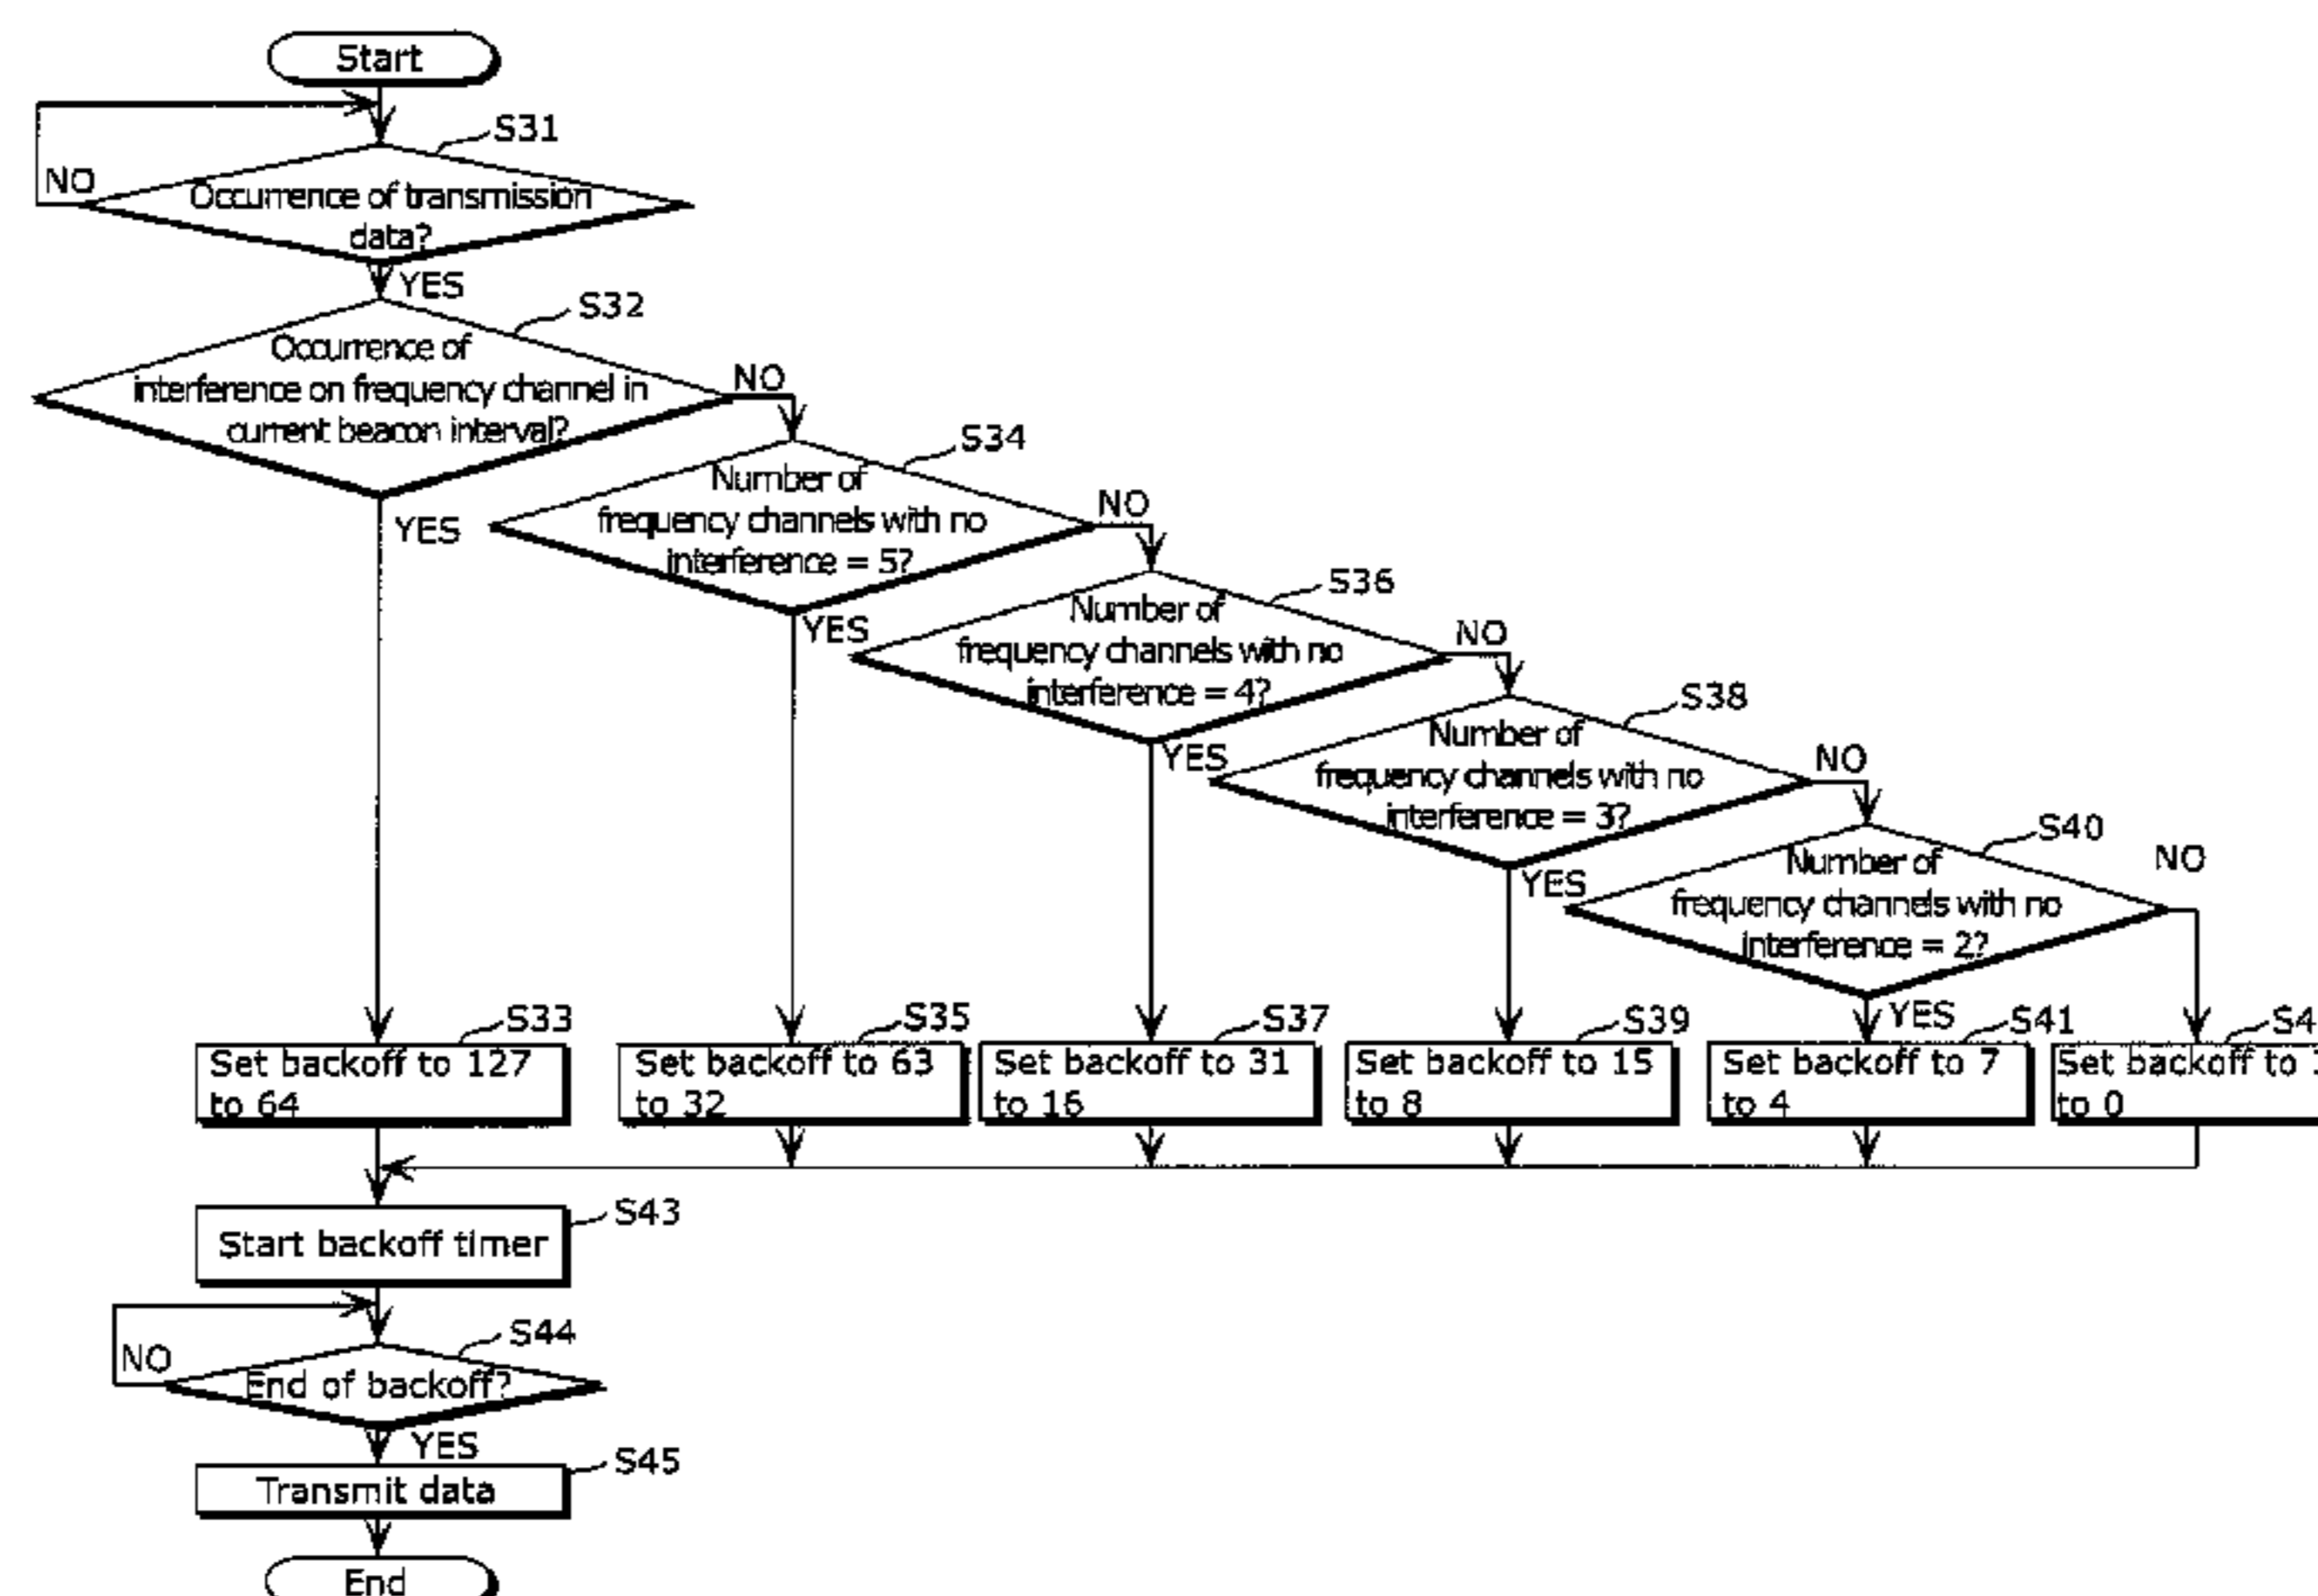 Start
S31
NO
Occurrence of transmission
data?
YES
S32
Occurrence of
interference on frequency channel in
current beacon interval?
NO
YES
S34
Number of
frequency channels with no
interference = 5?
NO
YES
S36
Number of
frequency channels with no
interference = 4?
NO
YES
S38
Number of
frequency channels with no
interference = 3?
NO
YES
S40
Number of
frequency channels with no
interference = 2?
NO
YES
S33
Set backoff to 127
to 64
S35
Set backoff to 63
to 32
S37
Set backoff to 31
to 16
S39
Set backoff to 15
to 8
S41
Set backoff to 7
to 4
Set backoff to
to 0
S43
Start backoff timer
S44
NO
End of backoff?
YES
S45
Transmit data
End